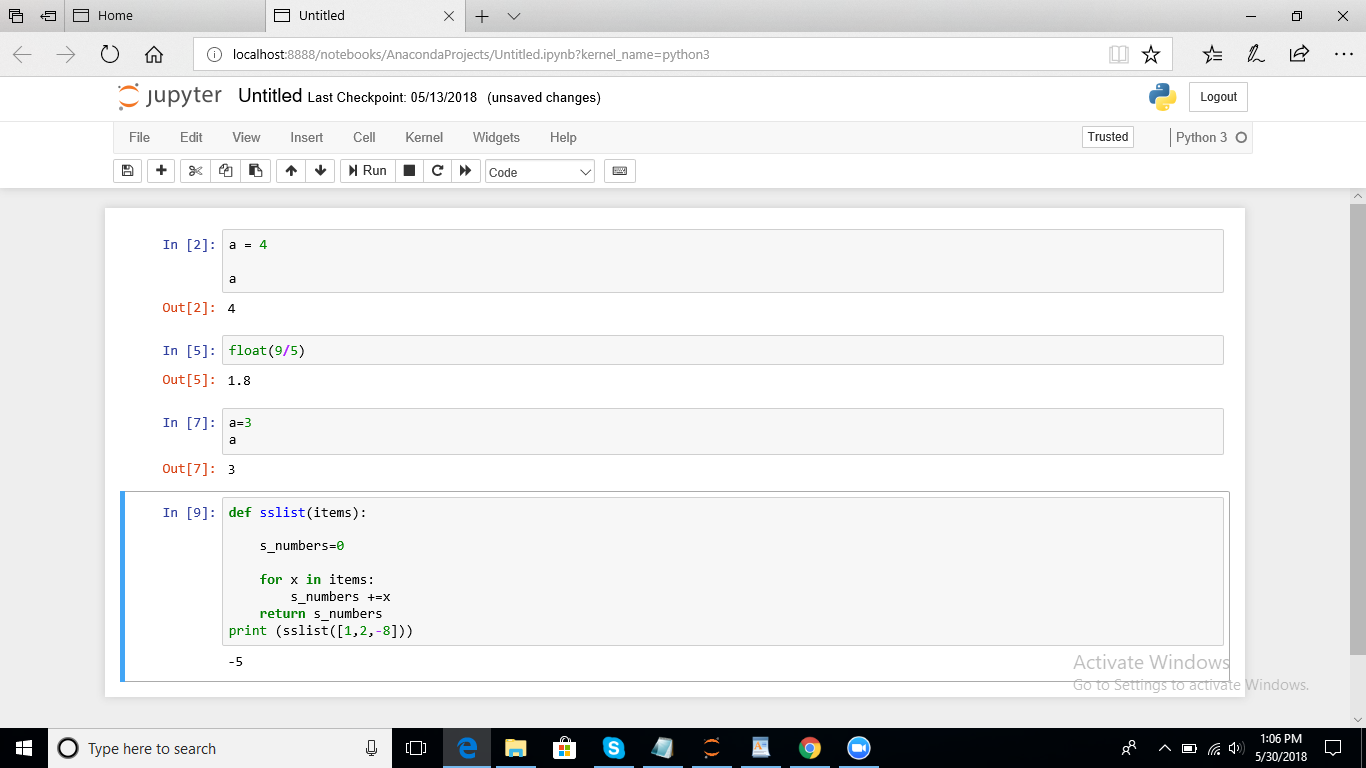 Home
Untitled
localhost:8888/notebooks/AnacondaProjects/Untitled.ipynb?kernel_name=python3
jupyter Untitled Last Checkpoint: 05/13/2018 (unsaved changes)
Logout
File Edit View Insert Cell Kernel Widgets Help
Trusted
Python 3
Run
Code
In [2]: a = 4
a
Out[2]: 4
In [5]: float(9/5)
Out[5]: 1.8
In [7]: a=3
a
Out[7]: 3
In [9]: def sslist(items):
s_numbers=0
for x in items:
s_numbers +=x
return s_numbers
print (sslist([1,2,-8]))
-5
Activate Windows
Go to Settings to activate Windows.
Type here to search
1:06 PM
5/30/2018